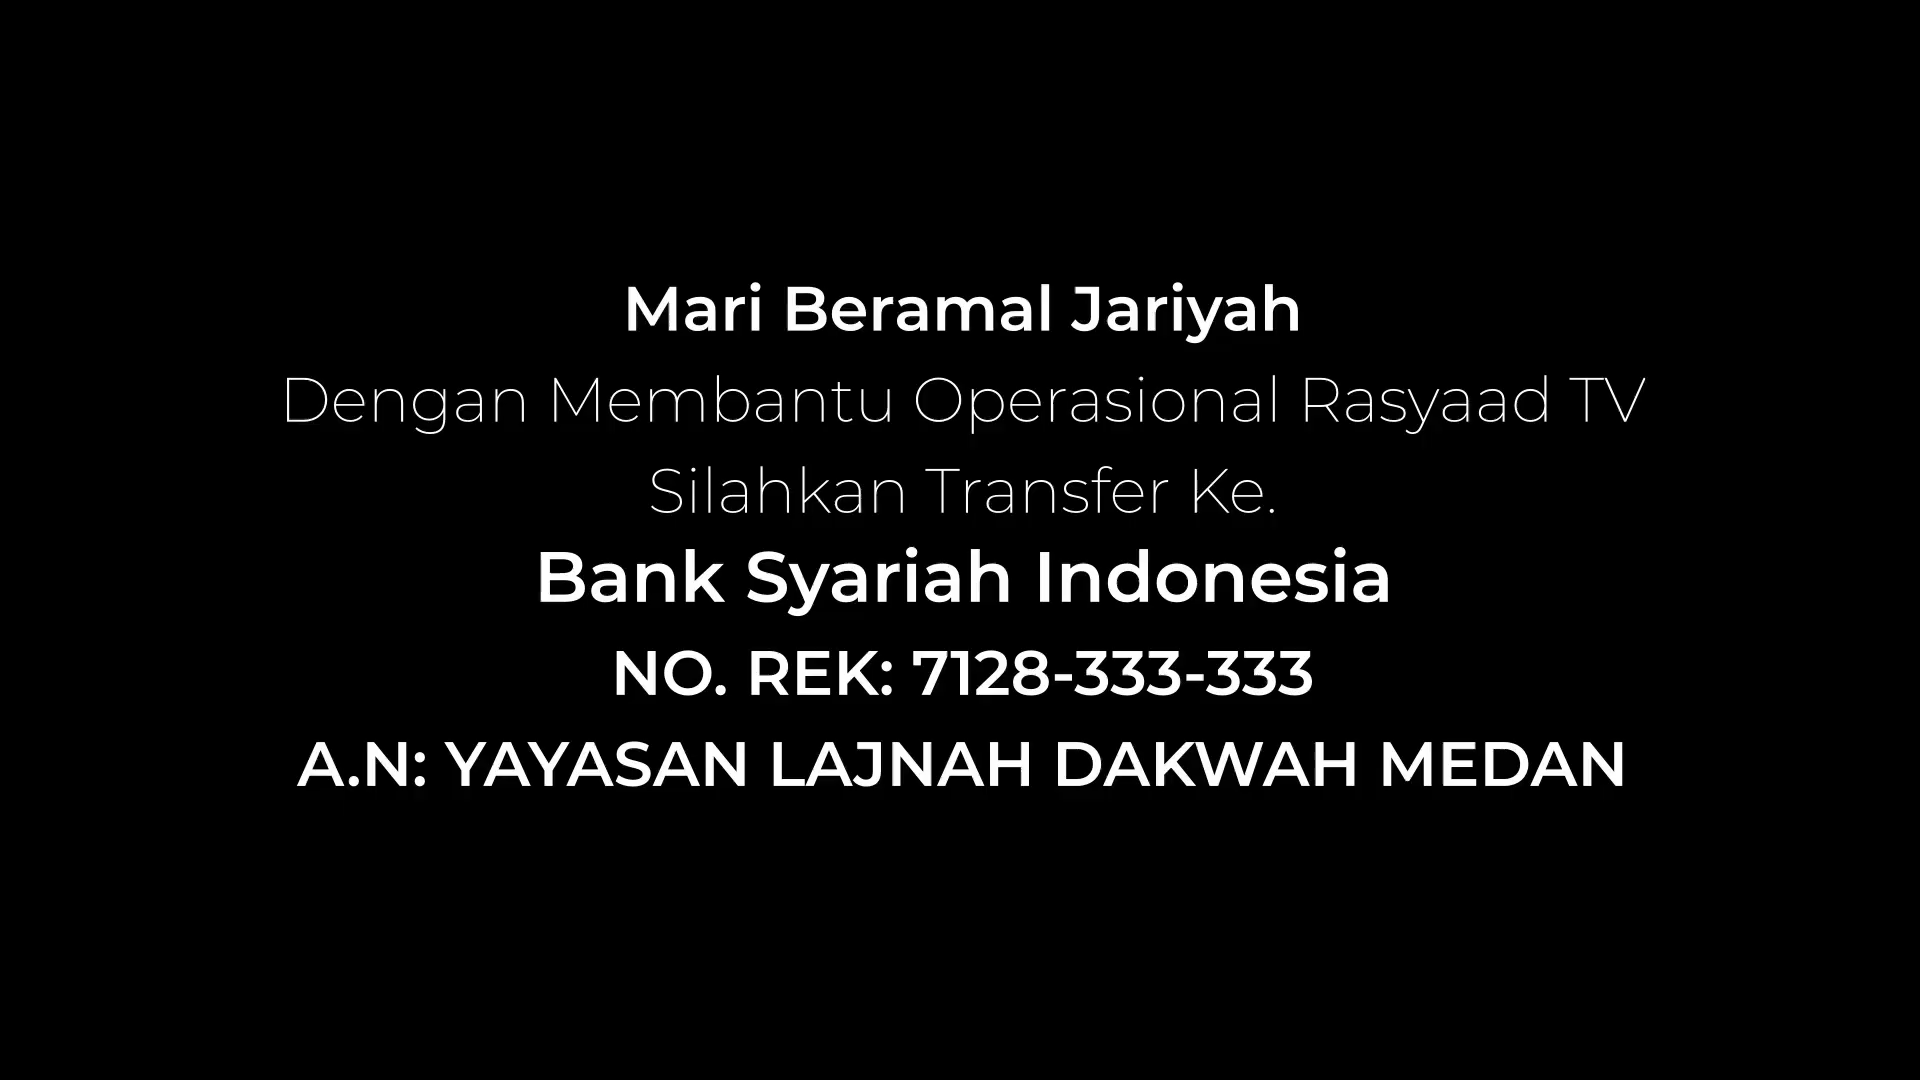 Mari Beramal Jariyah
Dengan Membantu Operasional Rasyaad TV
Silahkan Transfer Ke.
Bank Syariah Indonesia
NO. REK: 7128-333-333
A.N: YAYASAN LAJNAH DAKWAH MEDAN